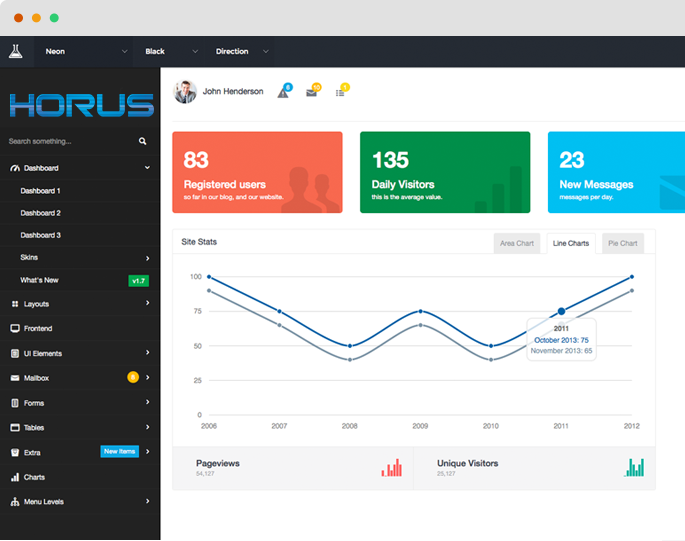 Neon
Black
Direction
HORUS
John Henderson
8
10
1
Search something...
Dashboard
Dashboard 1
Dashboard 2
Dashboard 3
Skins
What's New
v1.7
Layouts
Frontend
UI Elements
Mailbox
Forms
Tables
Extra
New Items
Charts
Menu Levels
83
Registered users
so far in our blog, and our website.
135
Daily Visitors
this is the average value.
23
New Messages
messages per day.
Site Stats
Area Chart
Line Charts
Pie Chart
100
75
50
25
0
2006
2007
2008
2009
2010
2011
2012
2011
October 2013: 75
November 2013: 65
Pageviews
54,127
Unique Visitors
25,127